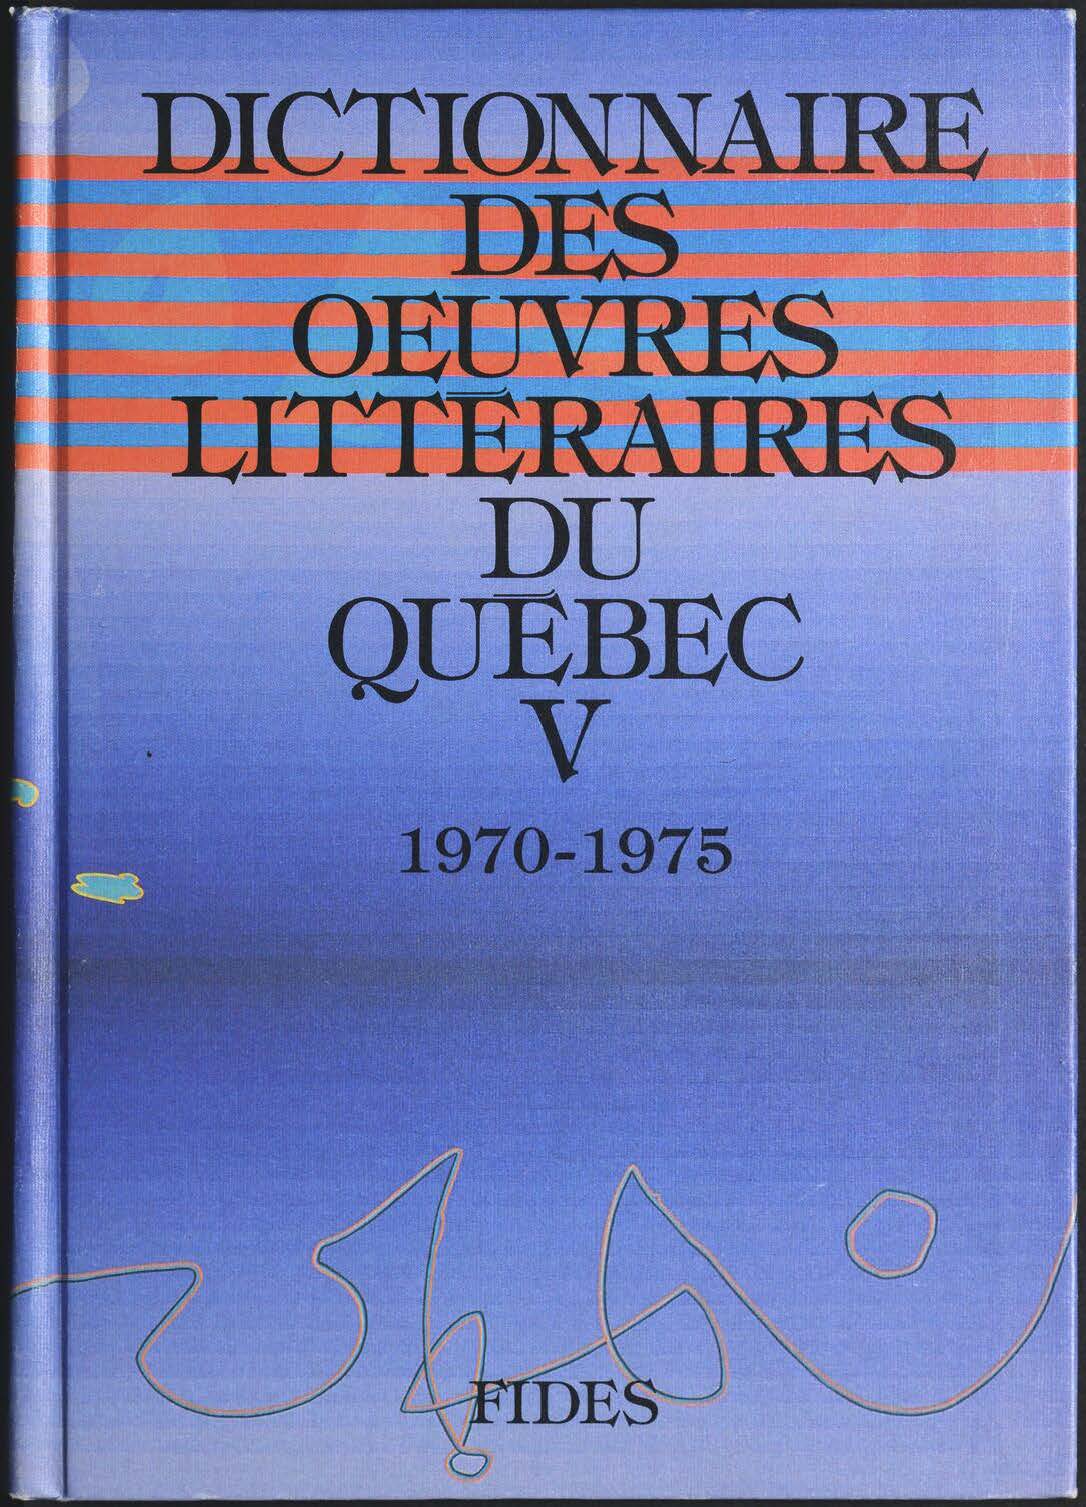 DICTIONNAIRE
DES
OEUVRES
LITTÉRAIRES
DU
QUÉBEC
V
1970-1975
FIDES